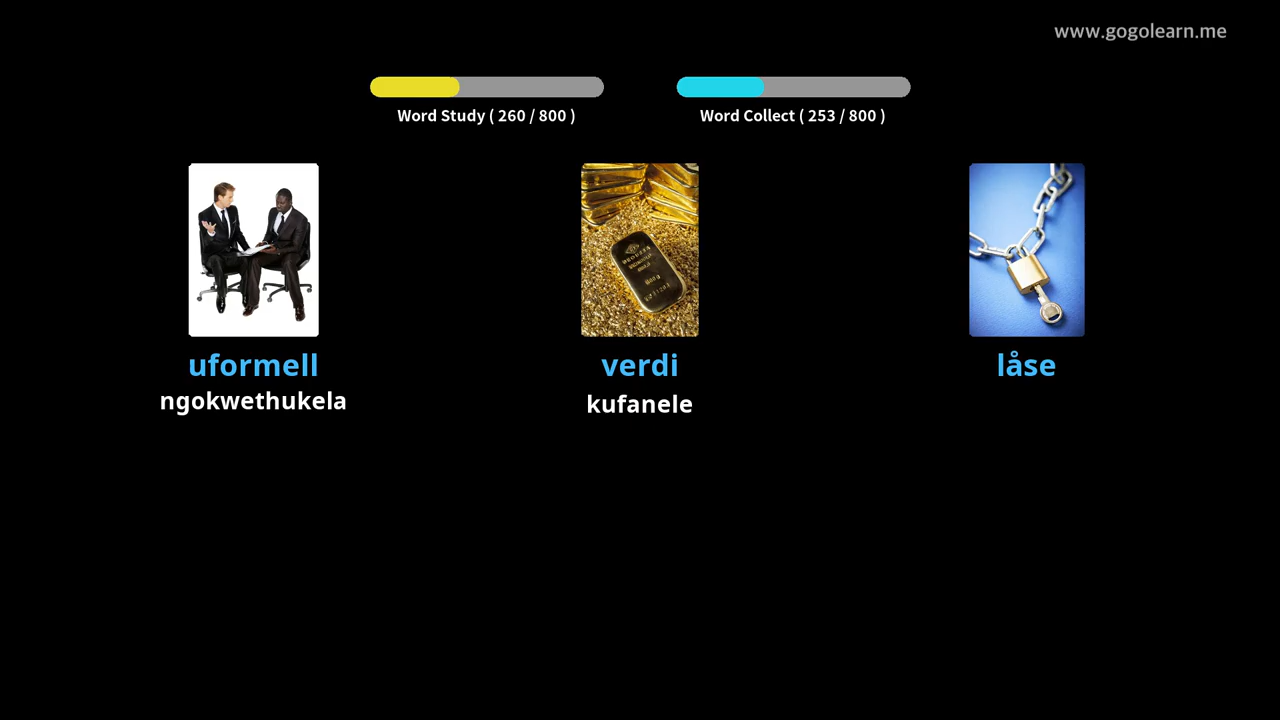 www.gogolearn.me
Word Study ( 260 / 800 )
Word Collect ( 253 / 800 )
uformell
verdi
låse
ngokwethukela
kufanele